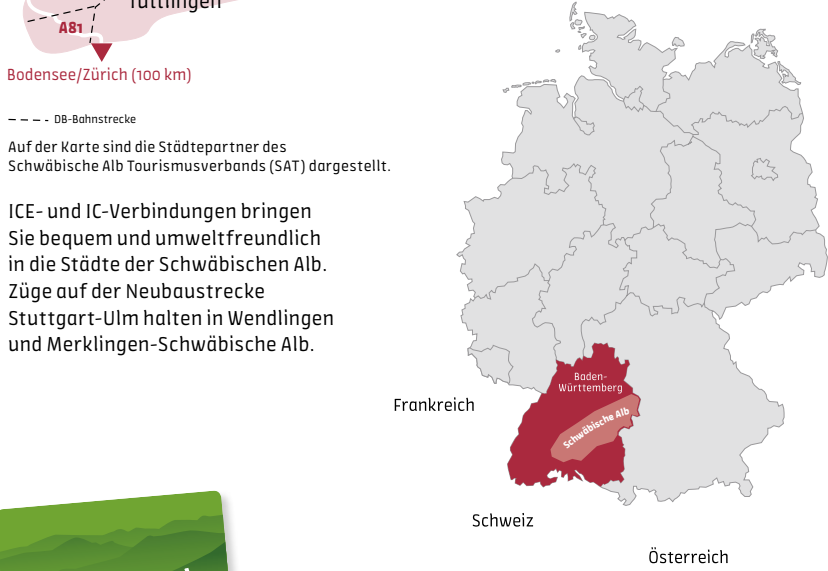 Tuttlingen
A81
Bodensee/Zürich (100 km)
DB-Bahnstrecke
Auf der Karte sind die Städtepartner des
Schwäbische Alb Tourismusverbands (SAT) dargestellt.
ICE- und IC-Verbindungen bringen
Sie bequem und umweltfreundlich
in die Städte der Schwäbischen Alb.
Züge auf der Neubaustrecke
Stuttgart-Ulm halten in Wendlingen
und Merklingen-Schwäbische Alb.
Baden-
Württemberg
Schwäbische Alb
Frankreich
Schweiz
Österreich